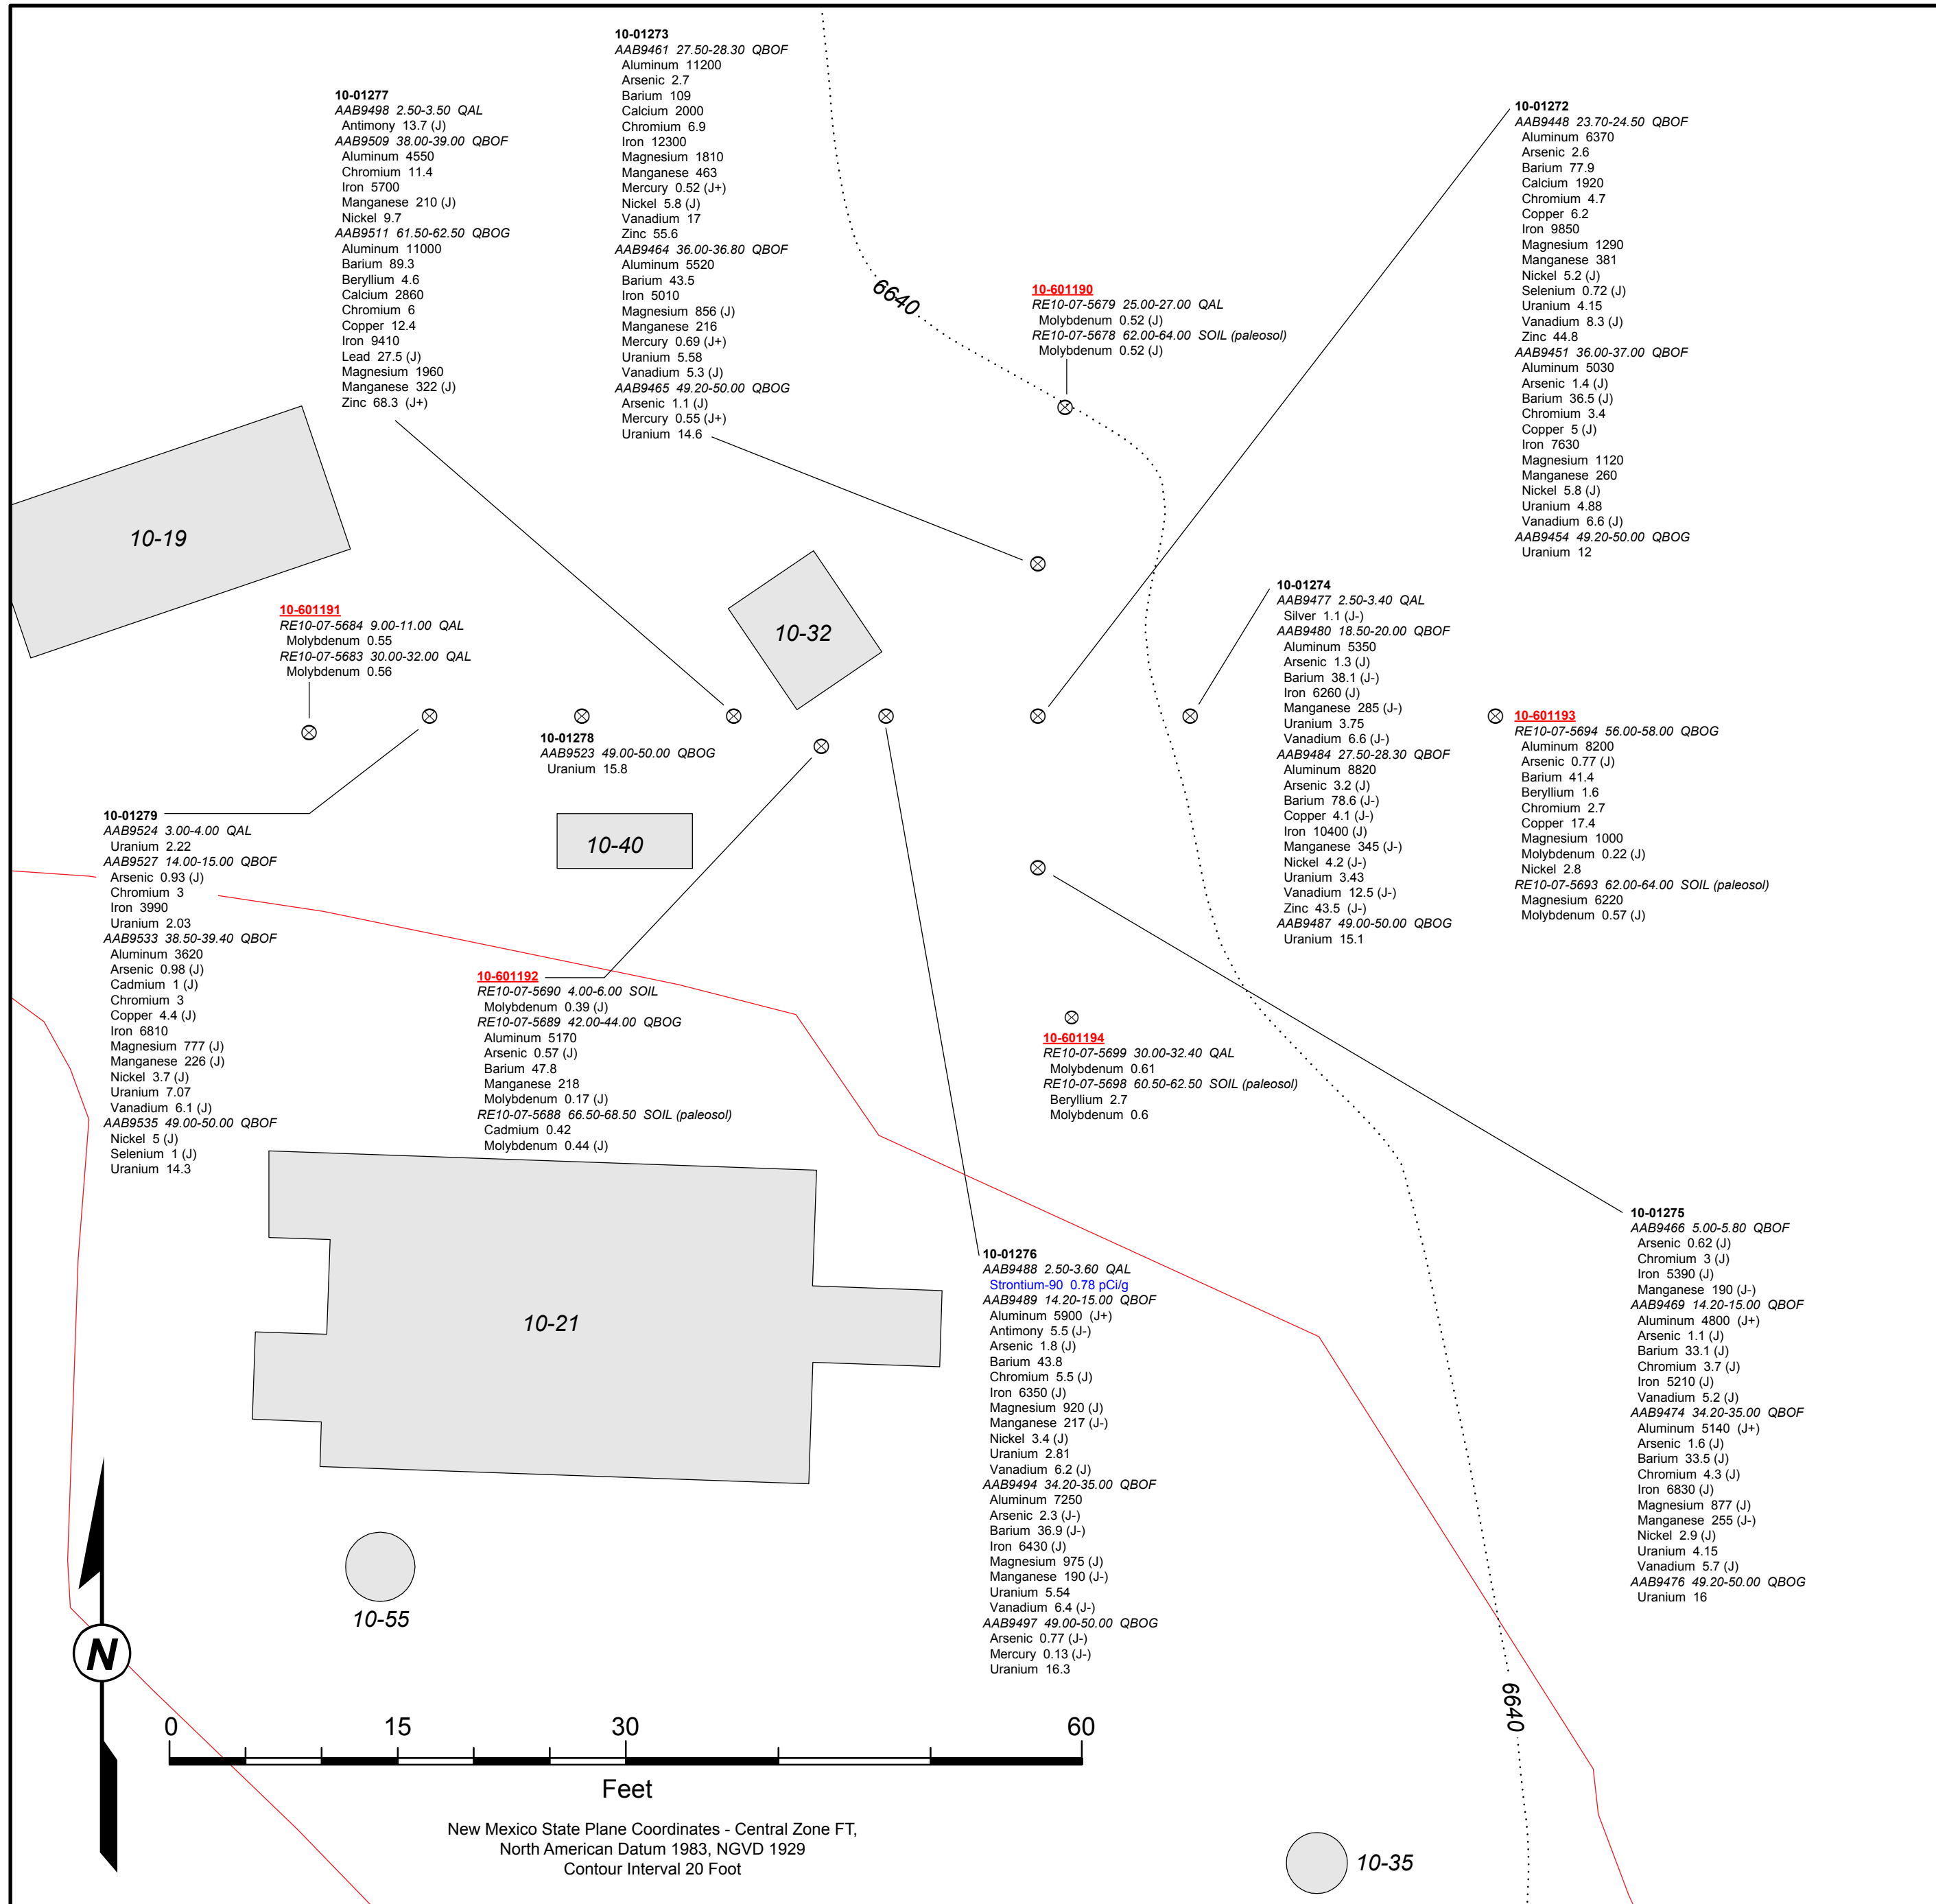 10-01273
AAB9461 27.50-28.30 QBOF
Aluminum 11200
Arsenic 2.7
Barium 109
Calcium 2000
Chromium 6.9
Iron 12300
Magnesium 1810
Manganese 463
Mercury 0.52 (J+)
Nickel 5.8 (J)
Vanadium 17
Zinc 55.6
AAB9464 36.00-36.80 QBOF
Aluminum 5520
Barium 43.5
Iron 5010
Magnesium 856 (J)
Manganese 216
Mercury 0.69 (J+)
Uranium 5.58
Vanadium 5.3 (J)
AAB9465 49.20-50.00 QBOG
Arsenic 1.1 (J)
Mercury 0.55 (J+)
Uranium 14.6
10-01277
AAB9498 2.50-3.50 QAL
Antimony 13.7 (J)
AAB9509 38.00-39.00 QBOF
Aluminum 4550
Chromium 11.4
Iron 5700
Manganese 210 (J)
Nickel 9.7
AAB9511 61.50-62.50 QBOG
Aluminum 11000
Barium 89.3
Beryllium 4.6
Calcium 2860
Chromium 6
Copper 12.4
Iron 9410
Lead 27.5 (J)
Magnesium 1960
Manganese 322 (J)
Zinc 68.3 (J+)
10-01272
AAB9448 23.70-24.50 QBOF
Aluminum 6370
Arsenic 2.6
Barium 77.9
Calcium 1920
Chromium 4.7
Copper 6.2
Iron 9850
Magnesium 1290
Manganese 381
Nickel 5.2 (J)
Selenium 0.72 (J)
Uranium 4.15
Vanadium 8.3 (J)
Zinc 44.8
AAB9451 36.00-37.00 QBOF
Aluminum 5030
Arsenic 1.4 (J)
Barium 36.5 (J)
Chromium 3.4
Copper 5 (J)
Iron 7630
Magnesium 1120
Manganese 260
Nickel 5.8 (J)
Uranium 4.88
Vanadium 6.6 (J)
AAB9454 49.20-50.00 QBOG
Uranium 12
6640
10-601190
RE10-07-5679 25.00-27.00 QAL
Molybdenum 0.52 (J)
RE10-07-5678 62.00-64.00 SOIL (paleosol)
Molybdenum 0.52 (J)
10-19
10-601191
RE10-07-5684 9.00-11.00 QAL
Molybdenum 0.55
RE10-07-5683 30.00-32.00 QAL
Molybdenum 0.56
10-32
10-01274
AAB9477 2.50-3.40 QAL
Silver 1.1 (J-)
AAB9480 18.50-20.00 QBOF
Aluminum 5350
Arsenic 1.3 (J)
Barium 38.1 (J-)
Iron 6260 (J)
Manganese 285 (J-)
Uranium 3.75
Vanadium 6.6 (J-)
AAB9484 27.50-28.30 QBOF
Aluminum 8820
Arsenic 3.2 (J)
Barium 78.6 (J-)
Copper 4.1 (J-)
Iron 10400 (J)
Manganese 345 (J-)
Nickel 4.2 (J-)
Uranium 3.43
Vanadium 12.5 (J-)
Zinc 43.5 (J-)
AAB9487 49.00-50.00 QBOG
Uranium 15.1
10-601193
RE10-07-5694 56.00-58.00 QBOG
Aluminum 8200
Arsenic 0.77 (J)
Barium 41.4
Beryllium 1.6
Chromium 2.7
Copper 17.4
Magnesium 1000
Molybdenum 0.22 (J)
Nickel 2.8
RE10-07-5693 62.00-64.00 SOIL (paleosol)
Magnesium 6220
Molybdenum 0.57 (J)
10-01278
AAB9523 49.00-50.00 QBOG
Uranium 15.8
10-40
10-01279
AAB9524 3.00-4.00 QAL
Uranium 2.22
AAB9527 14.00-15.00 QBOF
Arsenic 0.93 (J)
Chromium 3
Iron 3990
Uranium 2.03
AAB9533 38.50-39.40 QBOF
Aluminum 3620
Arsenic 0.98 (J)
Cadmium 1 (J)
Chromium 3
Copper 4.4 (J)
Iron 6810
Magnesium 777 (J)
Manganese 226 (J)
Nickel 3.7 (J)
Uranium 7.07
Vanadium 6.1 (J)
AAB9535 49.00-50.00 QBOF
Nickel 5 (J)
Selenium 1 (J)
Uranium 14.3
10-601192
RE10-07-5690 4.00-6.00 SOIL
Molybdenum 0.39 (J)
RE10-07-5689 42.00-44.00 QBOG
Aluminum 5170
Arsenic 0.57 (J)
Barium 47.8
Manganese 218
Molybdenum 0.17 (J)
RE10-07-5688 66.50-68.50 SOIL (paleosol)
Cadmium 0.42
Molybdenum 0.44 (J)
10-601194
RE10-07-5699 30.00-32.40 QAL
Molybdenum 0.61
RE10-07-5698 60.50-62.50 SOIL (paleosol)
Beryllium 2.7
Molybdenum 0.6
10-21
10-01276
AAB9488 2.50-3.60 QAL
Strontium-90 0.78 pCi/g
AAB9489 14.20-15.00 QBOF
Aluminum 5900 (J+)
Antimony 5.5 (J-)
Arsenic 1.8 (J)
Barium 43.8
Chromium 5.5 (J)
Iron 6350 (J)
Magnesium 920 (J)
Manganese 217 (J-)
Nickel 3.4 (J)
Uranium 2.81
Vanadium 6.2 (J)
AAB9494 34.20-35.00 QBOF
Aluminum 7250
Arsenic 2.3 (J-)
Barium 36.9 (J-)
Iron 6430 (J)
Magnesium 975 (J)
Manganese 190 (J-)
Uranium 5.54
Vanadium 6.4 (J-)
AAB9497 49.00-50.00 QBOG
Arsenic 0.77 (J-)
Mercury 0.13 (J-)
Uranium 16.3
10-01275
AAB9466 5.00-5.80 QBOF
Arsenic 0.62 (J)
Chromium 3 (J)
Iron 5390 (J)
Manganese 190 (J-)
AAB9469 14.20-15.00 QBOF
Aluminum 4800 (J+)
Arsenic 1.1 (J)
Barium 33.1 (J)
Chromium 3.7 (J)
Iron 5210 (J)
Vanadium 5.2 (J)
AAB9474 34.20-35.00 QBOF
Aluminum 5140 (J+)
Arsenic 1.6 (J)
Barium 33.5 (J)
Chromium 4.3 (J)
Iron 6830 (J)
Magnesium 877 (J)
Manganese 255 (J-)
Nickel 2.9 (J)
Uranium 4.15
Vanadium 5.7 (J)
AAB9476 49.20-50.00 QBOG
Uranium 16
10-55
N
6640
0 15 30 60
Feet
New Mexico State Plane Coordinates - Central Zone FT,
North American Datum 1983, NGVD 1929
Contour Interval 20 Foot
10-35